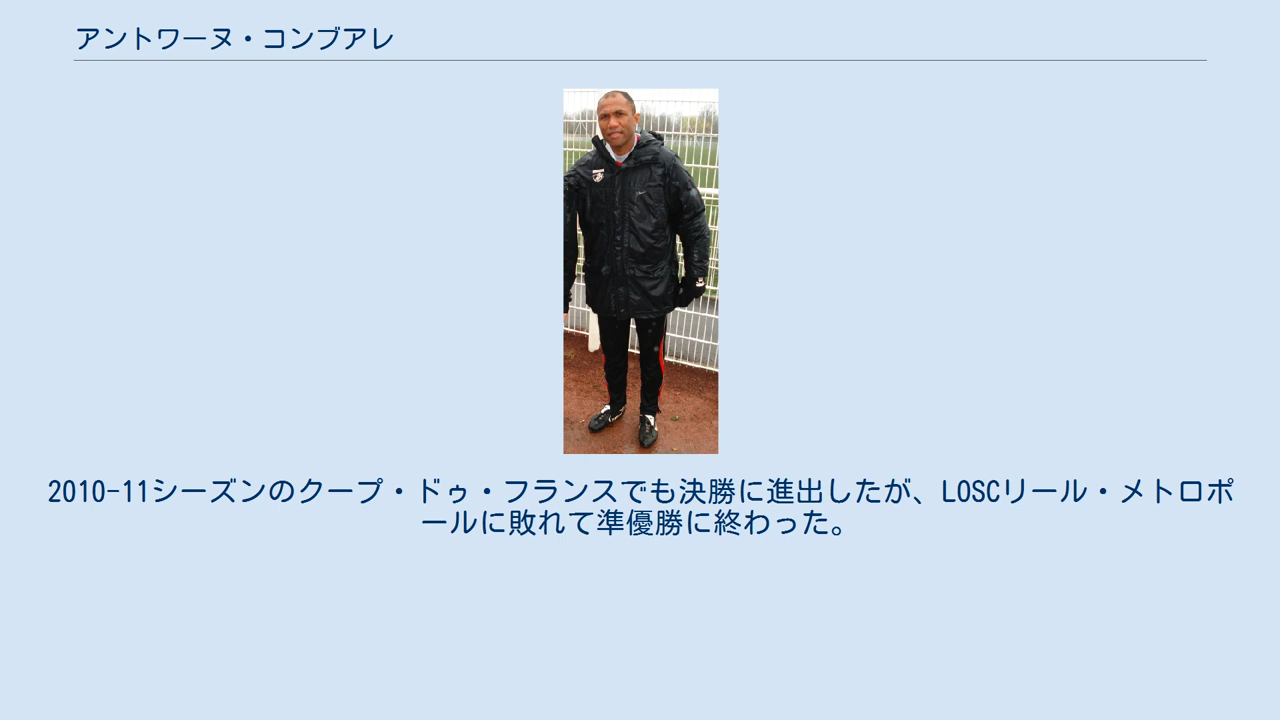 アントワーヌ・コンブアレ
2010-11シーズンのクープ・ドゥ・フランスでも決勝に進出したが、LOSCリール・メトロポ
ールに敗れて準優勝に終わった。